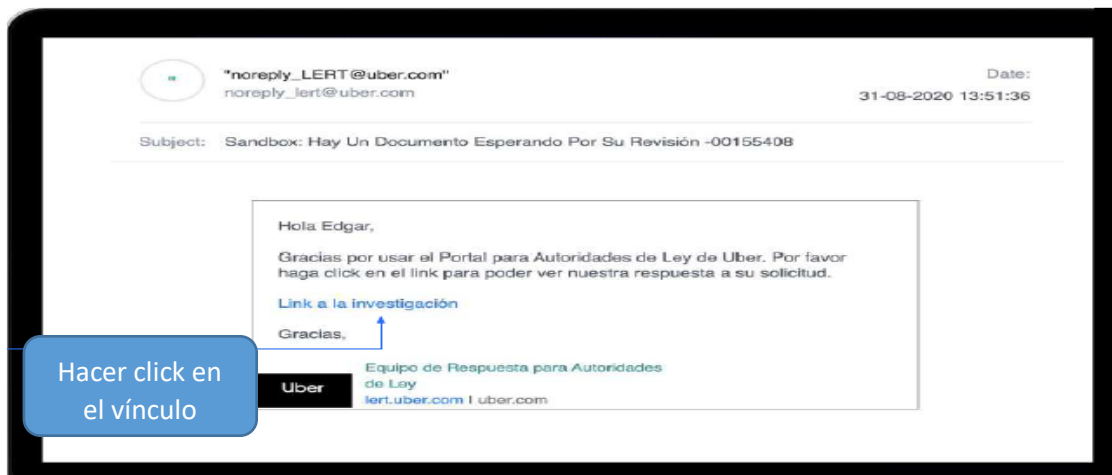 "noreply_LERT@uber.com"
noreply_lert@uber.com
Date:
31-08-2020 13:51:36
Subject: Sandbox: Hay Un Documento Esperando Por Su Revisión -00155408
Hola Edgar,
Gracias por usar el Portal para Autoridades de Ley de Uber. Por favor
haga click en el link para poder ver nuestra respuesta a su solicitud.
Link a la investigación
Gracias,
Hacer click en
el vínculo
Uber
Equipo de Respuesta para Autoridades
de Ley
lert.uber.com | uber.com